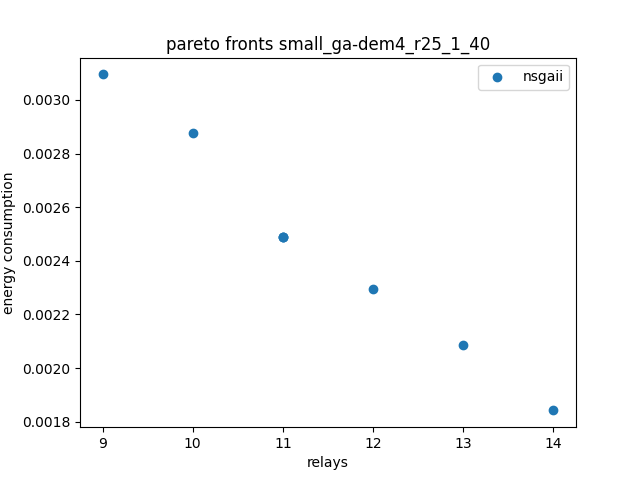 pareto fronts small_ga-dem4_r25_1_40
nsgaii
energy consumption
0.0030
0.0028
0.0026
0.0024
0.0022
0.0020
0.0018
9 10 11 12 13 14
relays